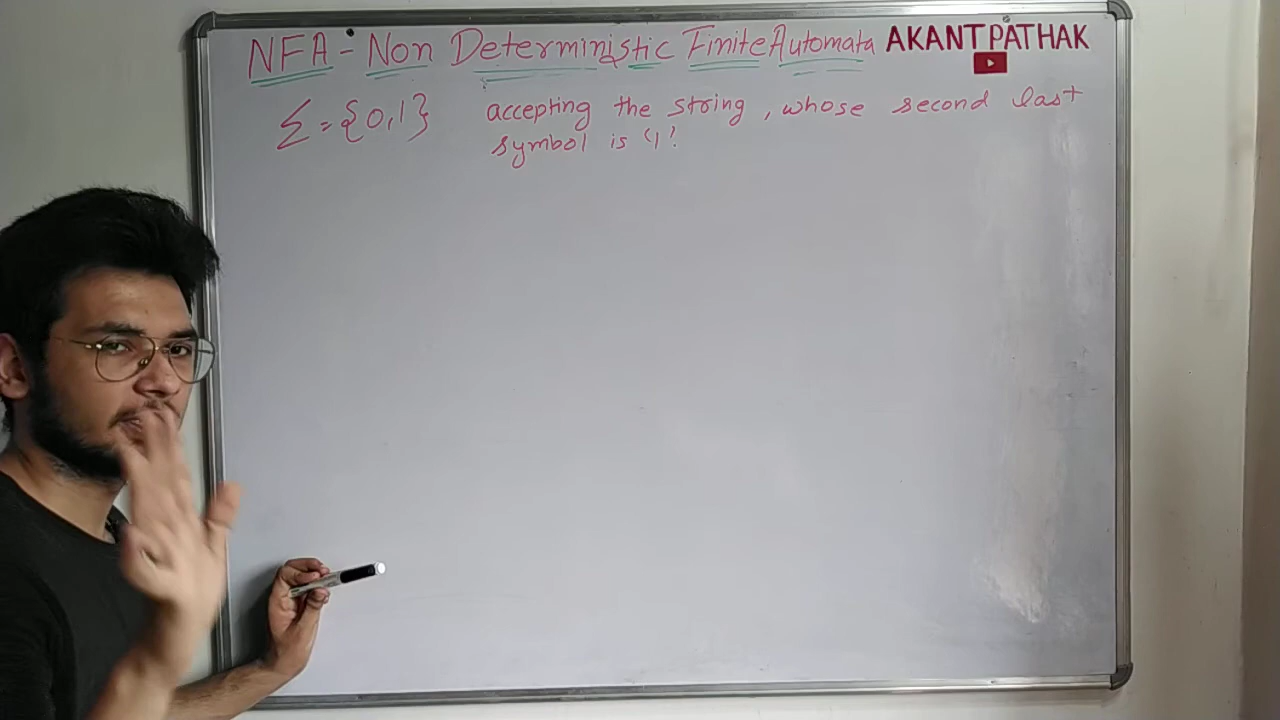 NFA - Non Deterministic Finite Automata AKANT PATHAK
Σ = {0,1} accepting the string, whose second last
symbol is '1'.